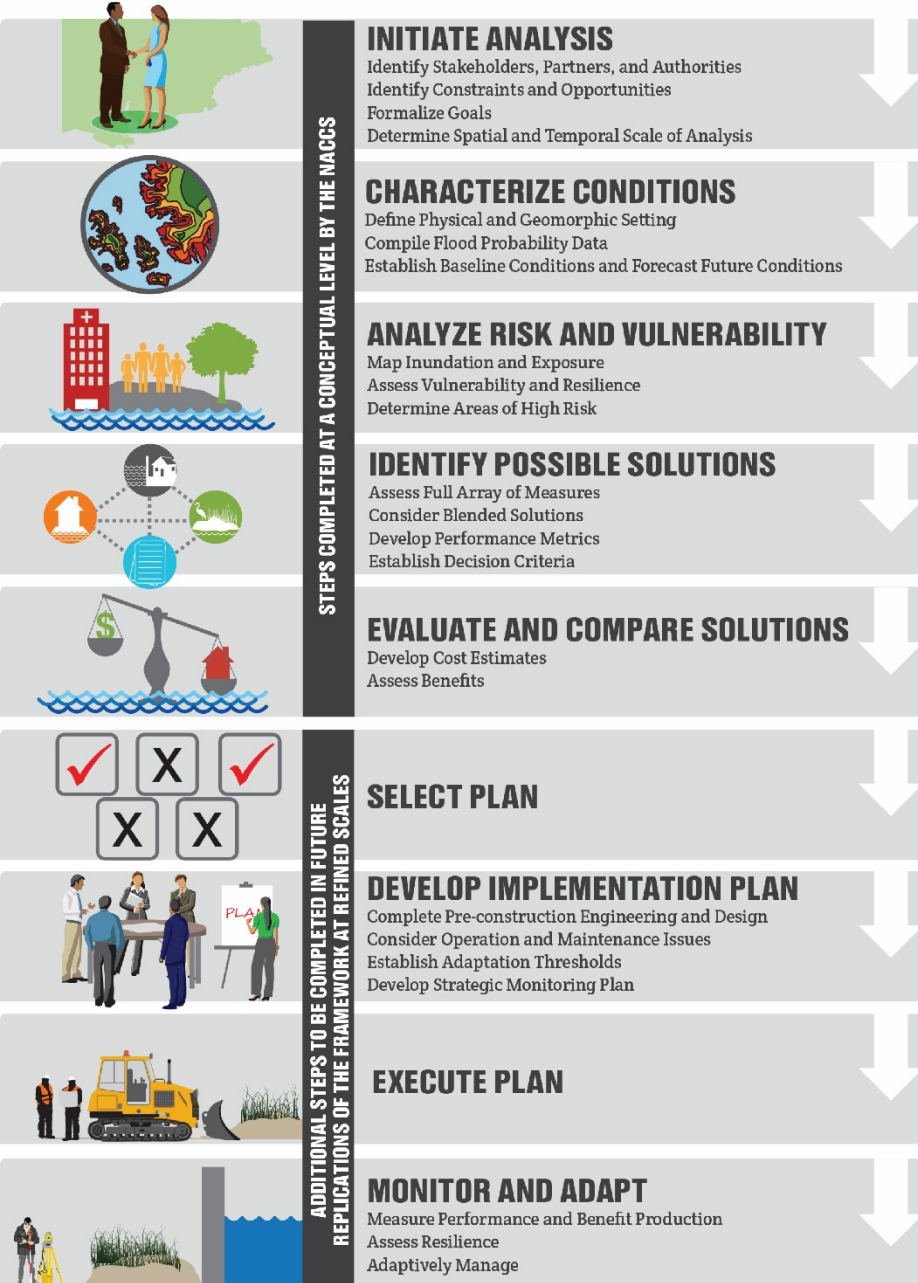 INITIATE ANALYSIS
Identify Stakeholders, Partners, and Authorities
Identify Constraints and Opportunities
Formalize Goals
Determine Spatial and Temporal Scale of Analysis
CHARACTERIZE CONDITIONS
Define Physical and Geomorphic Setting
Compile Flood Probability Data
Establish Baseline Conditions and Forecast Future Conditions
ANALYZE RISK AND VULNERABILITY
Map Inundation and Exposure
Assess Vulnerability and Resilience
Determine Areas of High Risk
IDENTIFY POSSIBLE SOLUTIONS
Assess Full Array of Measures
Consider Blended Solutions
Develop Performance Metrics
Establish Decision Criteria
$
EVALUATE AND COMPARE SOLUTIONS
Develop Cost Estimates
Assess Benefits
STEPS COMPLETED AT A CONCEPTUAL LEVEL BY THE NACCS
X
X X
SELECT PLAN
PLAN
DEVELOP IMPLEMENTATION PLAN
Complete Pre-construction Engineering and Design
Consider Operation and Maintenance Issues
Establish Adaptation Thresholds
Develop Strategic Monitoring Plan
EXECUTE PLAN
MONITOR AND ADAPT
Measure Performance and Benefit Production
Assess Resilience
Adaptively Manage
ADDITIONAL STEPS TO BE COMPLETED IN FUTURE
REPLICATIONS OF THE FRAMEWORK AT REFINED SCALES